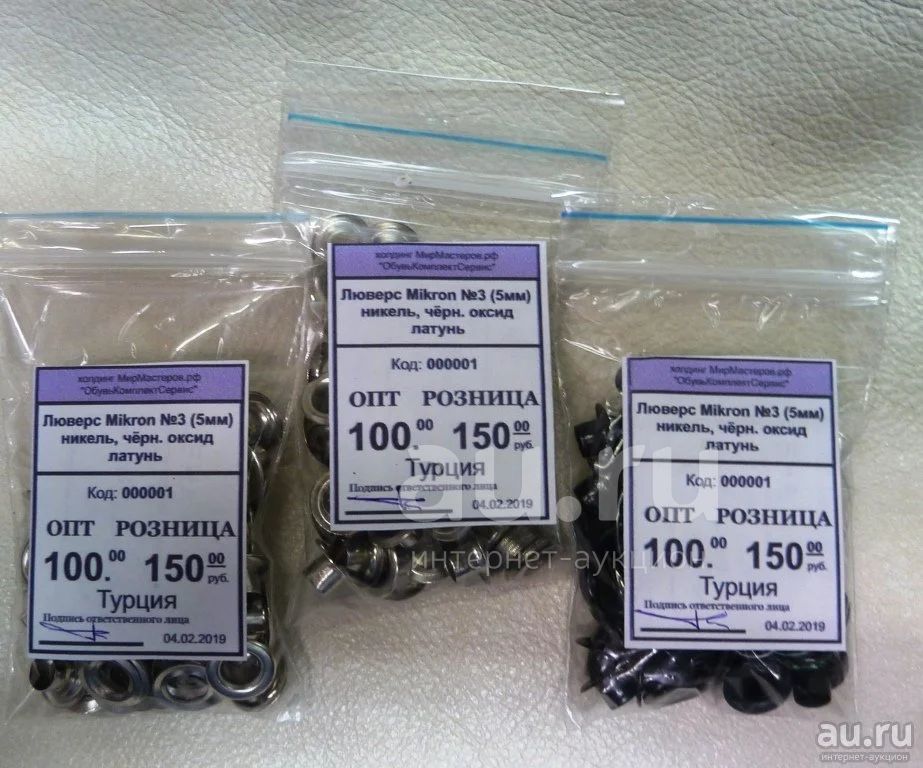 холдинг МирМастеров.рф
"ОбувьКомплектСервис"
Люверс Mikron №3 (5мм)
никель, чёрн. оксид
латунь
Код: 000001
ОПТ РОЗНИЦА
100.00 150 00 руб.
Турция
Подпись ответственного лица
04.02.2019
холдинг МирМастеров.рф
"ОбувьКомплектСервис"
Люверс Mikron №3 (5мм)
никель, чёрн. оксид
латунь
Код: 000001
ОПТ РОЗНИЦА
100.00 150 00 руб.
Турция
Подпись ответственного лица
04.02.2019
холдинг МирМастеров.рф
"ОбувьКомплектСервис"
Люверс Mikron №3 (5мм)
никель, чёрн. оксид
латунь
Код: 000001
ОПТ РОЗНИЦА
100.00 150 00 руб.
Турция
Подпись ответственного лица
04.02.2019
au.ru
интернет-аукцион
au.ru
интернет-аукцион